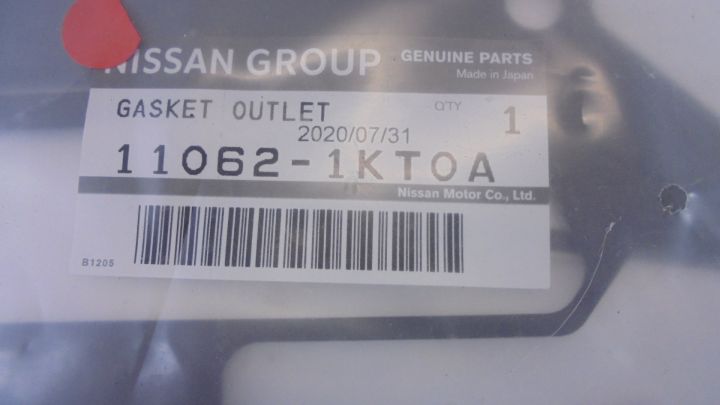 NISSAN GROUP GENUINE PARTS
Made in Japan
GASKET OUTLET Q'TY 1
2020/07/31
11062-1KT0A
Nissan Motor Co., Ltd.
B1205